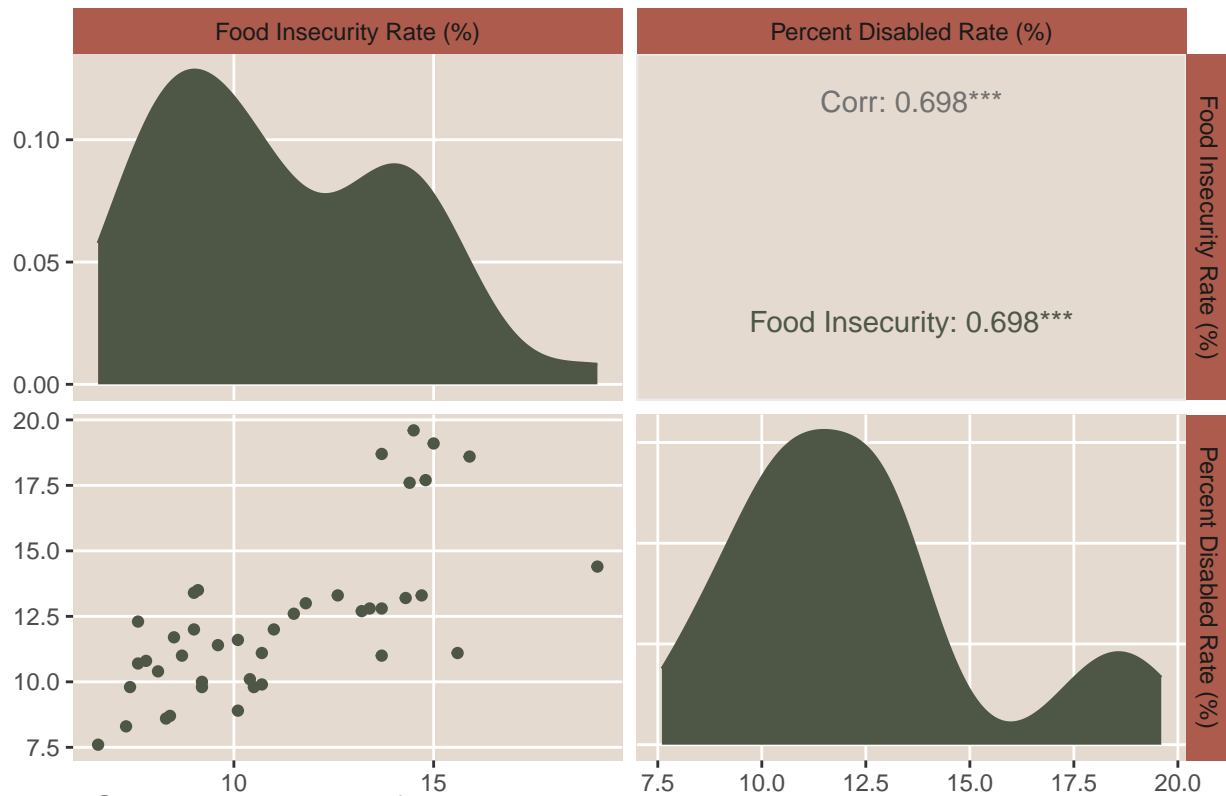 Food Insecurity Rate (%)
Percent Disabled Rate (%)
Corr: 0.698***
Food Insecurity: 0.698***
Food Insecurity Rate (%)
0.10
0.05
0.00
20.0
17.5
15.0
12.5
10.0
7.5
Percent Disabled Rate (%)
10
15
7.5
10.0
12.5
15.0
17.5
20.0